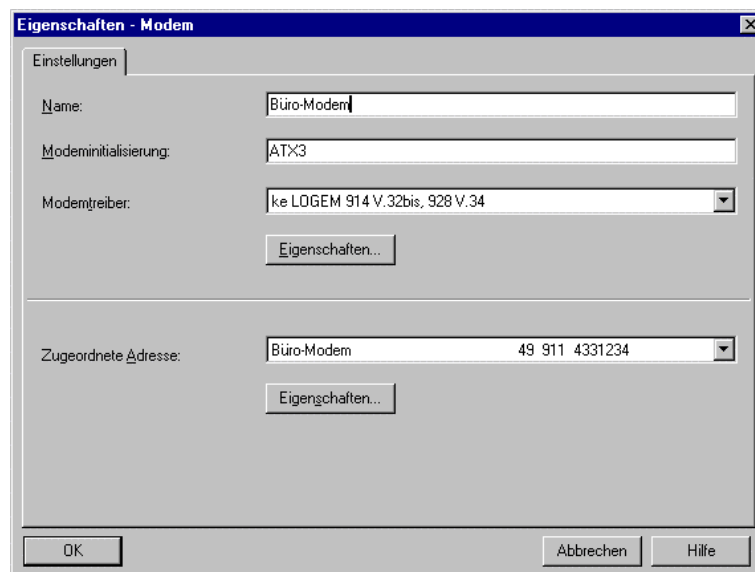 Eigenschaften - Modem
Einstellungen
Name: Büro-Modem
Modeminitialisierung: ATX3
Modemtreiber: ke LOGEM 914 V.32bis, 928 V.34
Eigenschaften...
Zugeordnete Adresse: Büro-Modem 49 911 4331234
Eigenschaften...
OK Abbrechen Hilfe